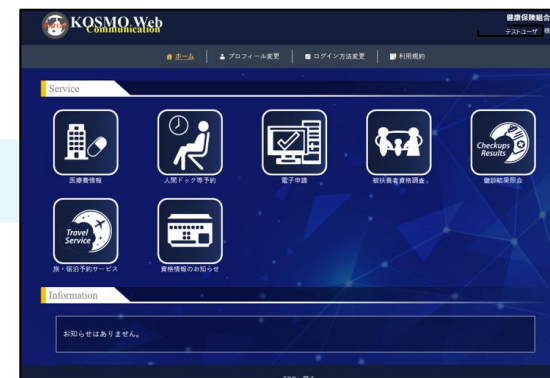 KOSMO Web
Communication
健康保険組合
テストユーザ 様
ホーム
プロフィール変更
ログイン方法変更
利用規約
Service
医療費情報
人間ドック等予約
電子申請
被扶養者資格調査
Checkups
Results
健診結果照会
Travel
Service
旅・宿泊予約サービス
資格情報のお知らせ
Information
お知らせはありません。